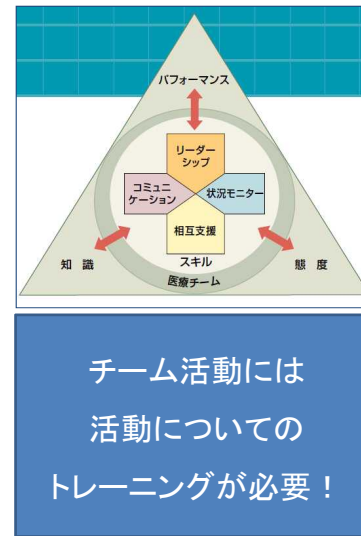 パフォーマンス
リーダー
シップ
コミュニ
ケーション
状況モニター
相互支援
知 識
スキル
態 度
医療チーム
チーム活動には
活動についての
トレーニングが必要！